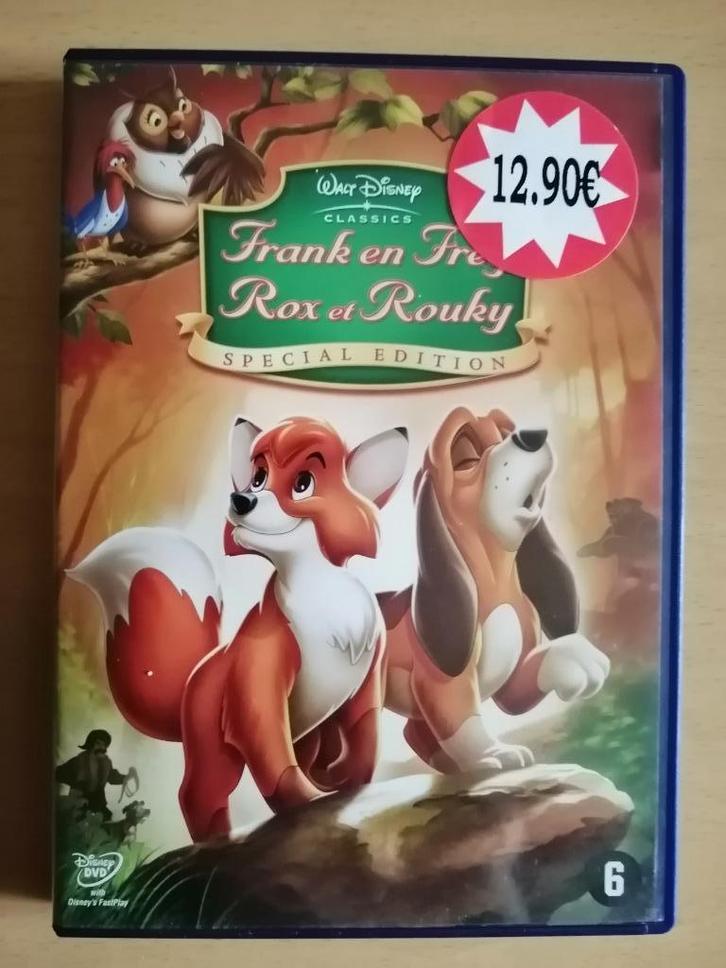 WALT DISNEY
CLASSICS
12.90€
Frank en Fre
Rox et Rouky
SPECIAL EDITION
Disney
DVD
with
Disney's FastPlay
6